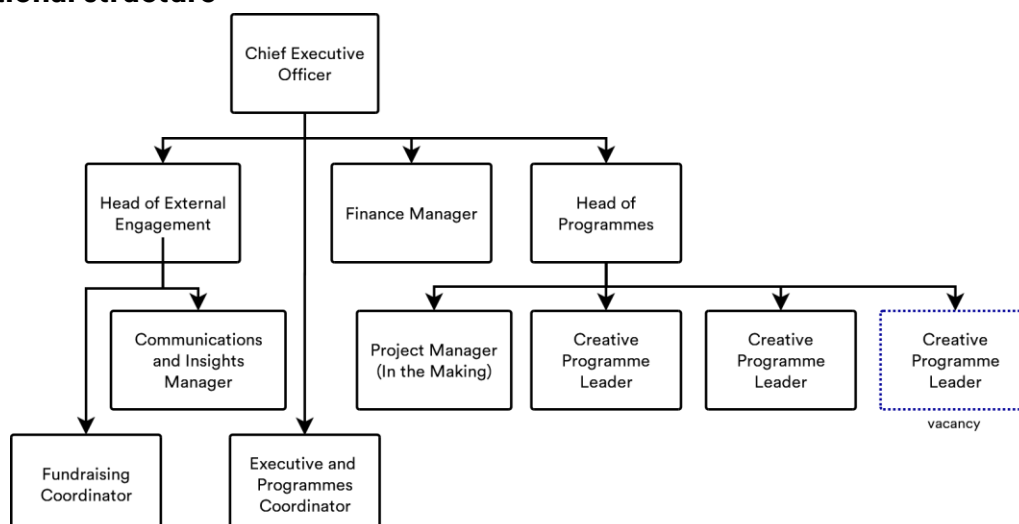 Chief Executive
Officer
Head of External
Engagement
Finance Manager
Head of
Programmes
Communications
and Insights
Manager
Project Manager
(In the Making)
Creative
Programme
Leader
Creative
Programme
Leader
Creative
Programme
Leader
vacancy
Fundraising
Coordinator
Executive and
Programmes
Coordinator